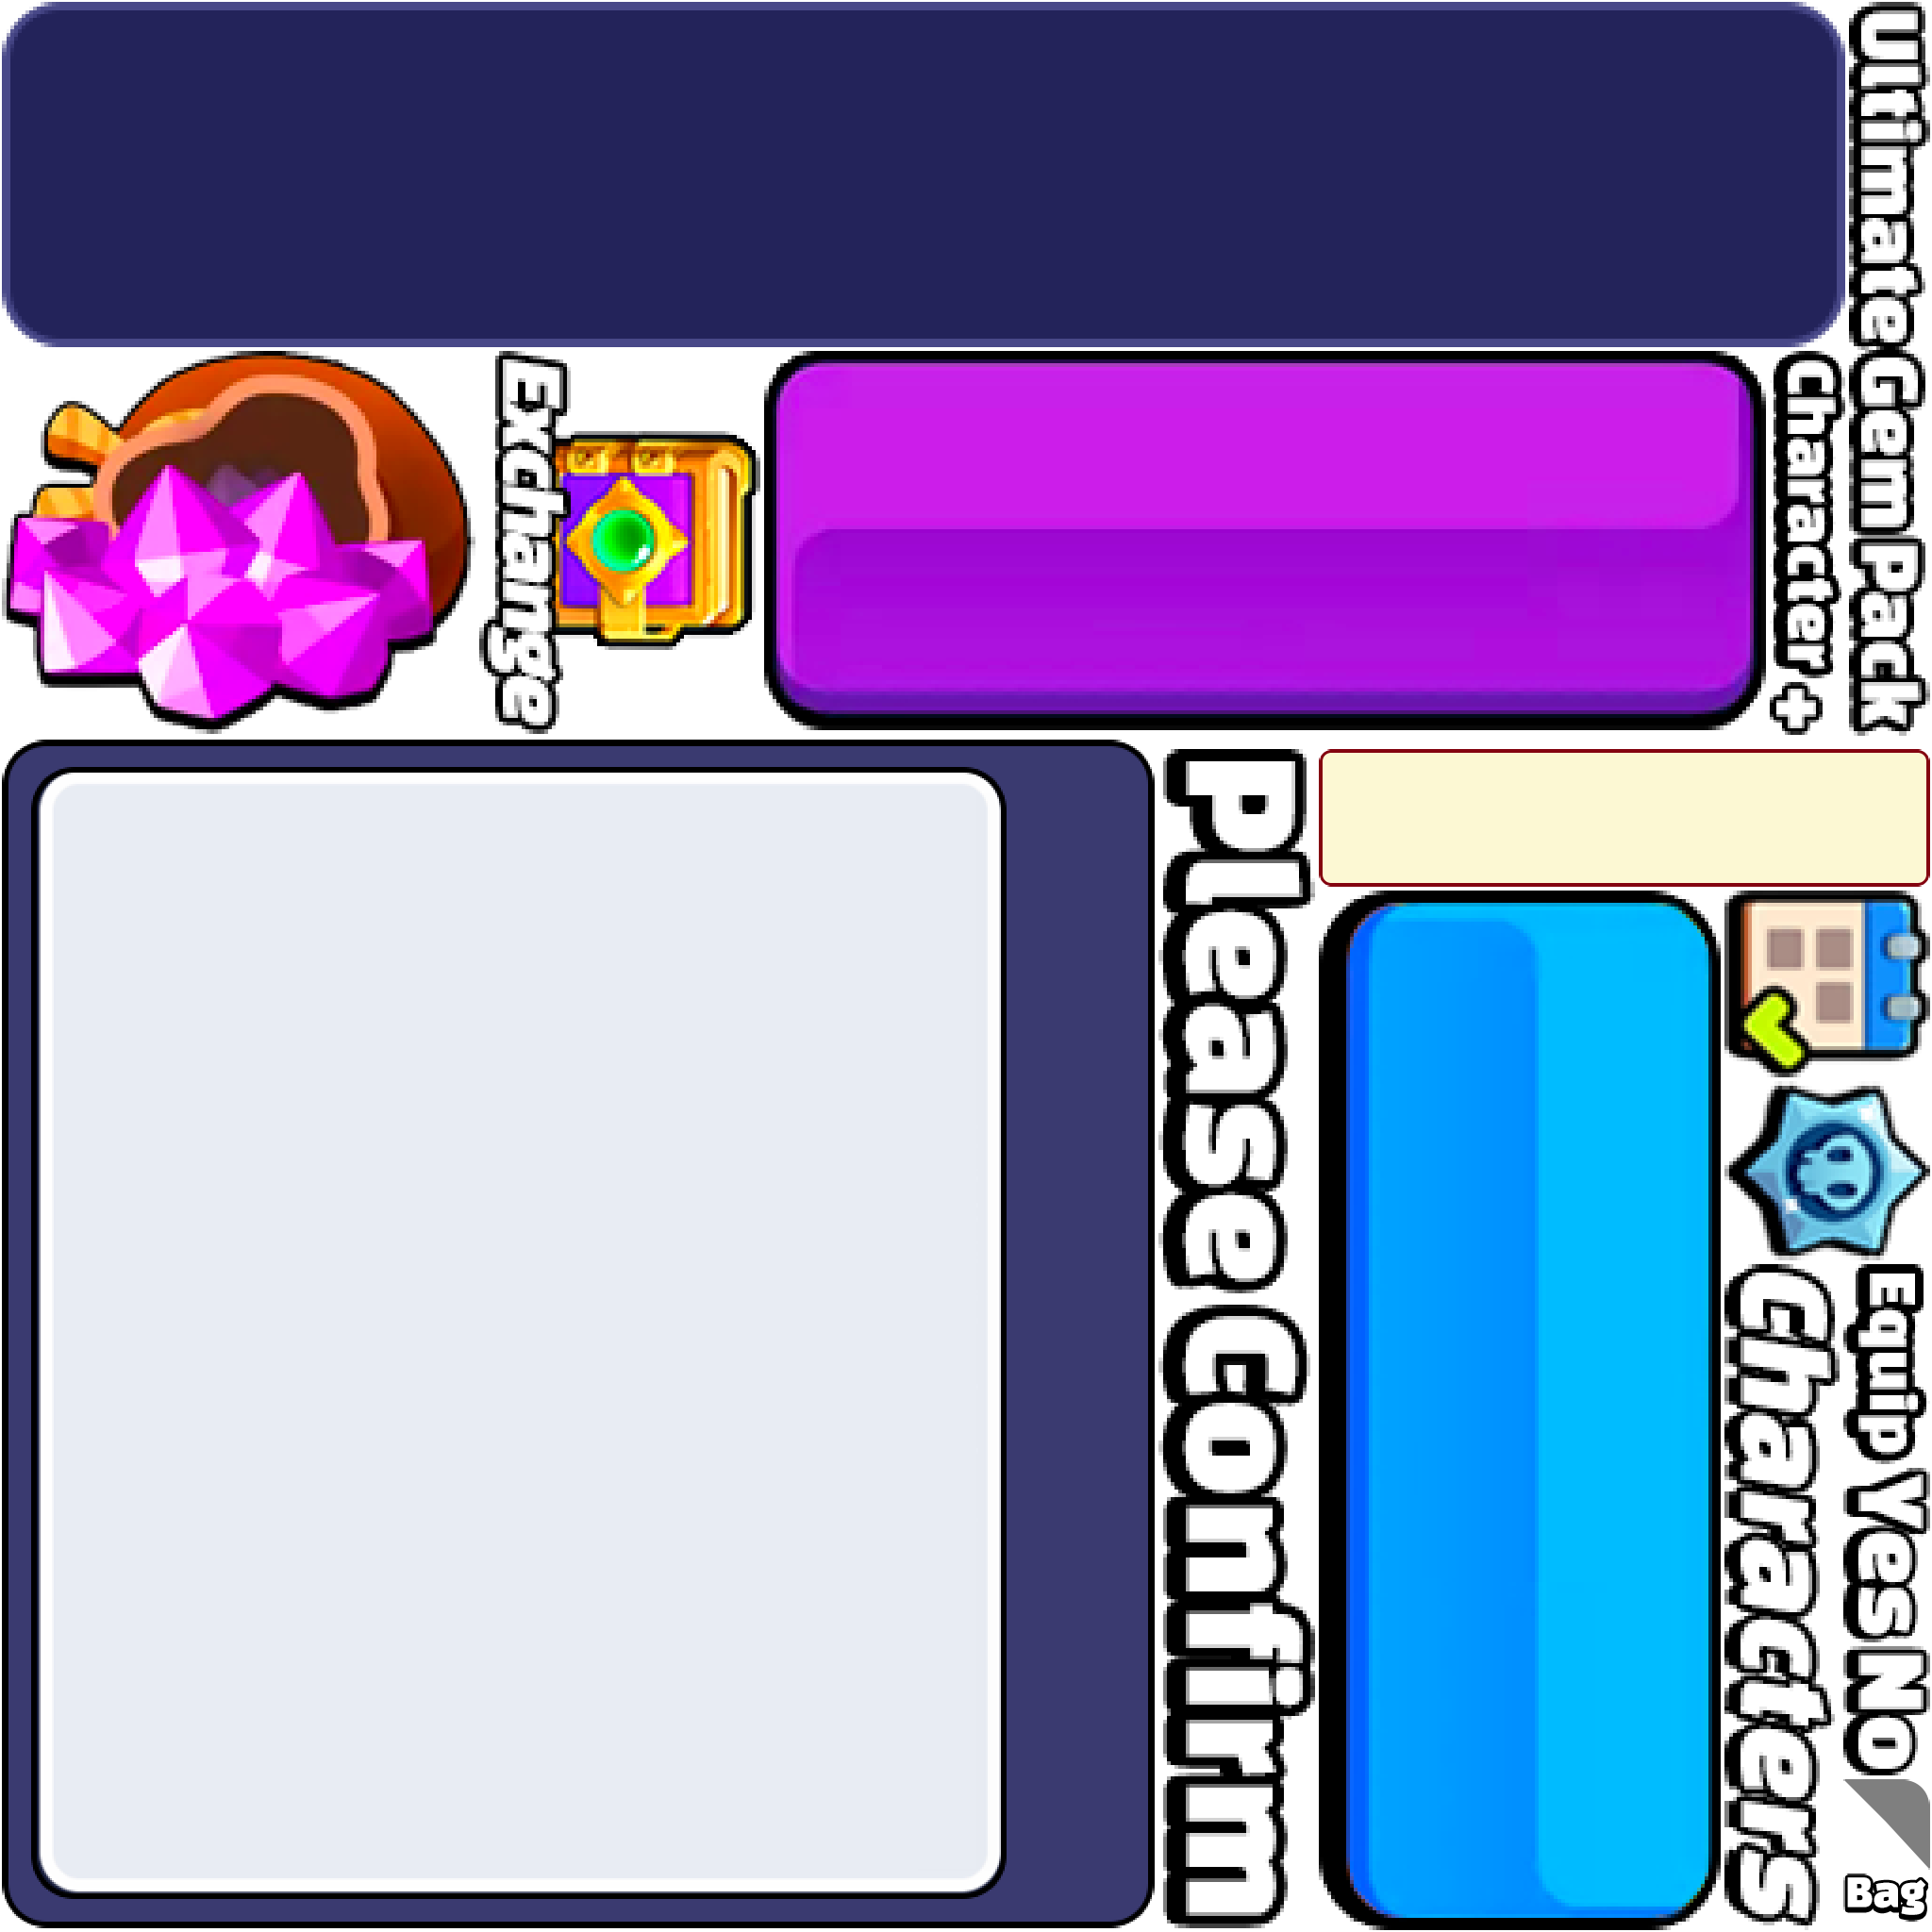 Ultimate Gem Pack
Exchange
Character +
Please Confirm
Equip
Characters
Yes
No
Bag